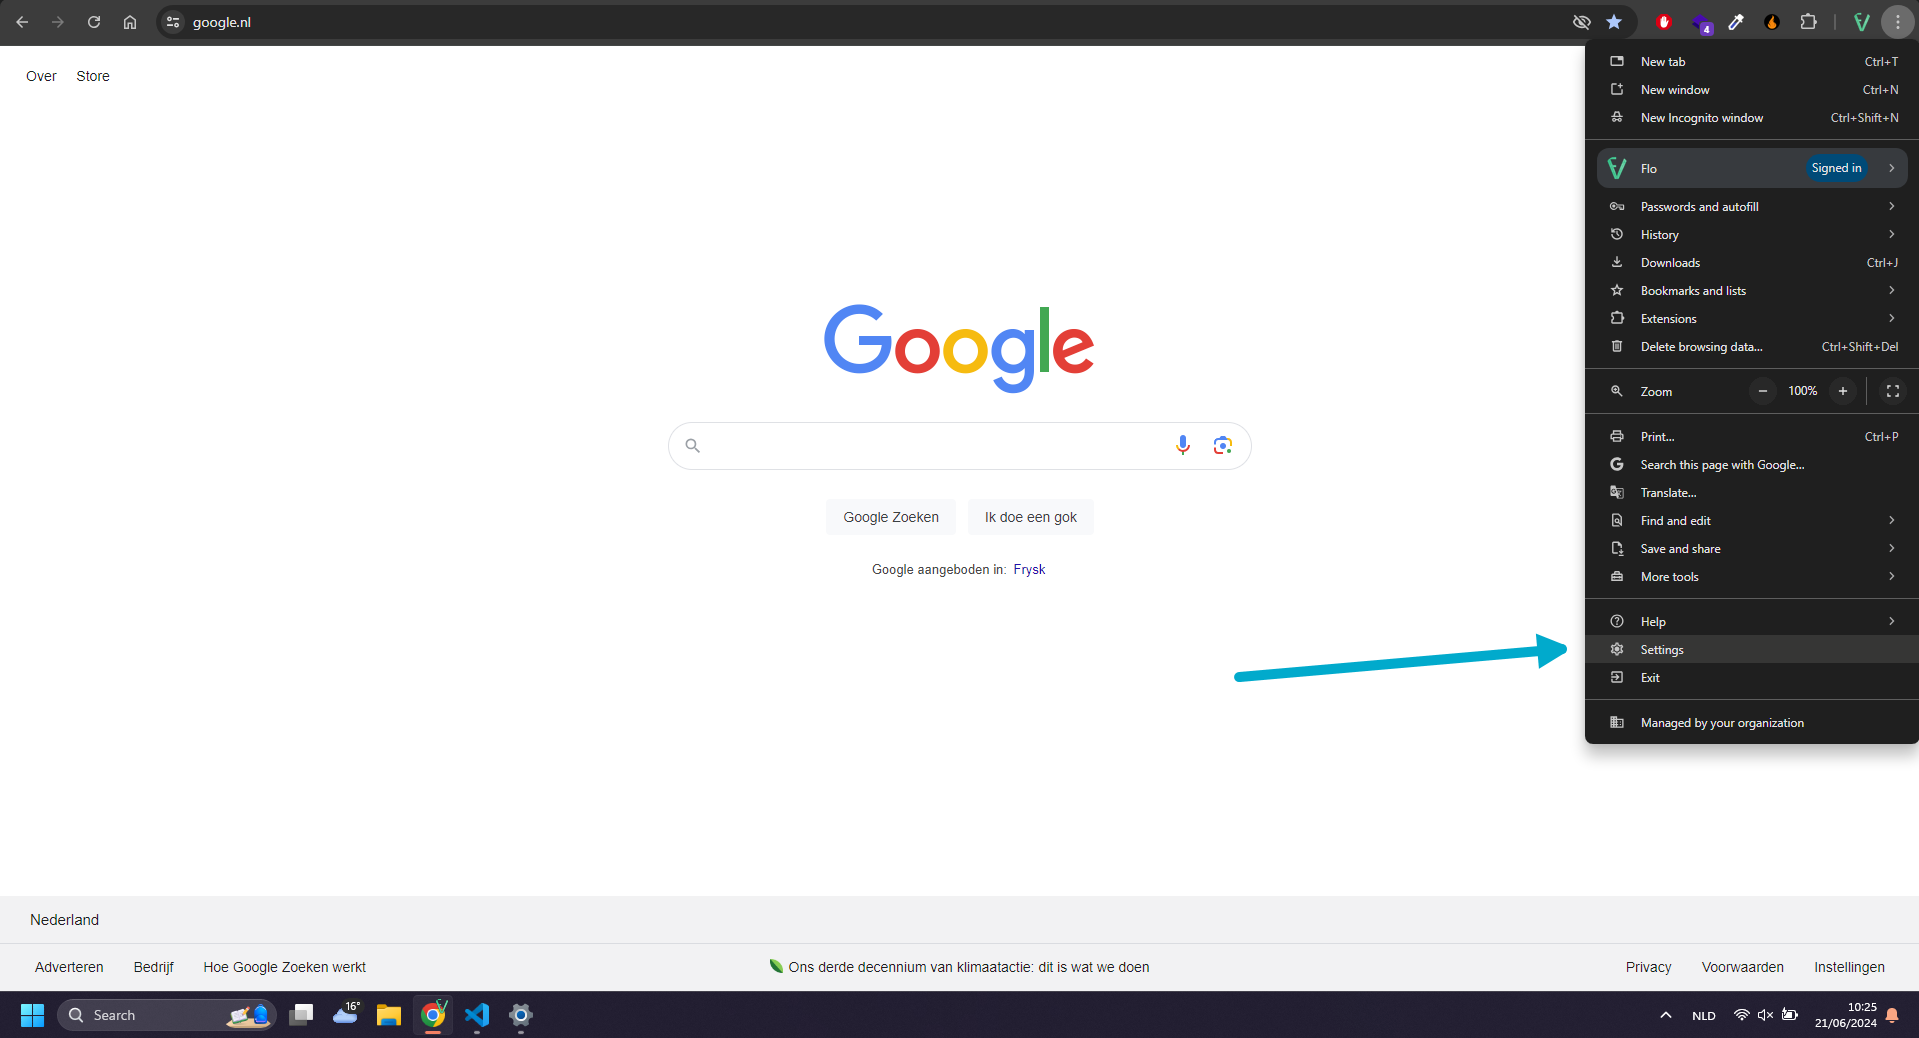 google.nl
4
Over Store
New tab Ctrl+T
New window Ctrl+N
New Incognito window Ctrl+Shift+N
Flo Signed in
Passwords and autofill
History
Downloads Ctrl+J
Bookmarks and lists
Extensions
Delete browsing data... Ctrl+Shift+Del
Zoom − 100% +
Print... Ctrl+P
Search this page with Google...
Translate...
Find and edit
Save and share
More tools
Help
Settings
Exit
Managed by your organization
Google
Google Zoeken Ik doe een gok
Google aangeboden in: Frysk
Nederland
Adverteren Bedrijf Hoe Google Zoeken werkt Ons derde decennium van klimaatactie: dit is wat we doen Privacy Voorwaarden Instellingen
Search 16° NLD 10:25
21/06/2024